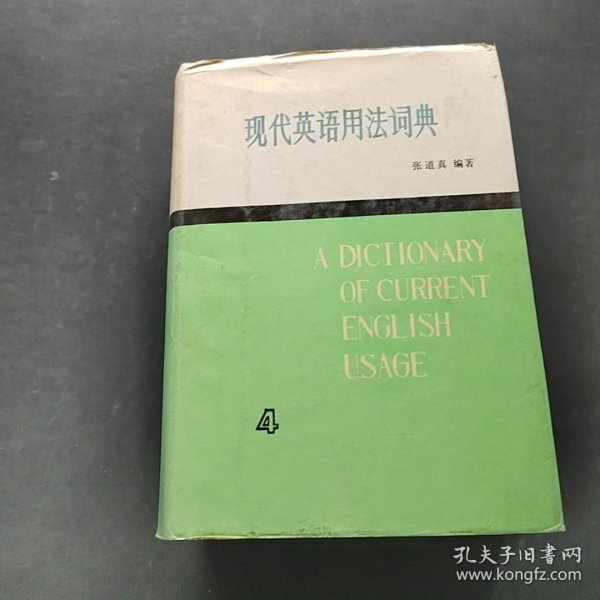 现代英语用法词典
张道真 编著
A DICTIONARY
OF CURRENT
ENGLISH
USAGE
4
孔夫子旧书网
www.kongfz.com